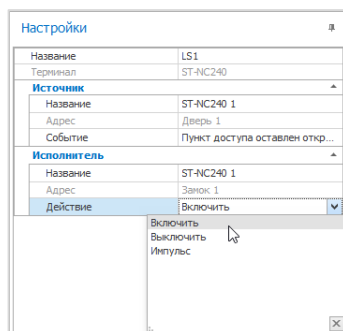 Настройки
Название LS1
Терминал ST-NC240
Источник
Название ST-NC240 1
Адрес Дверь 1
Событие Пункт доступа оставлен откр...
Исполнитель
Название ST-NC240 1
Адрес Замок 1
Действие Включить
Включить
Выключить
Импульс